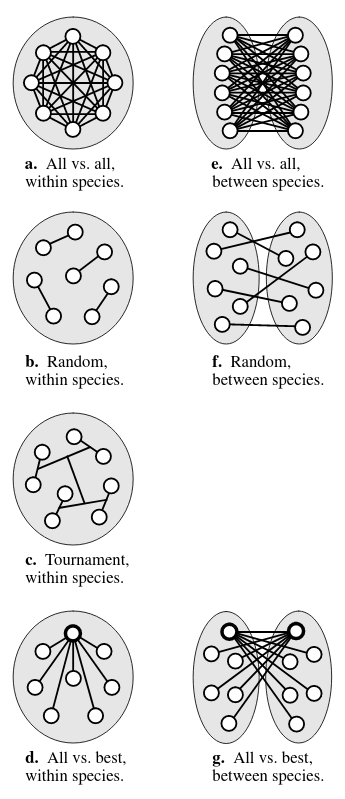 a. All vs. all,
within species.
e. All vs. all,
between species.
b. Random,
within species.
f. Random,
between species.
c. Tournament,
within species.
d. All vs. best,
within species.
g. All vs. best,
between species.